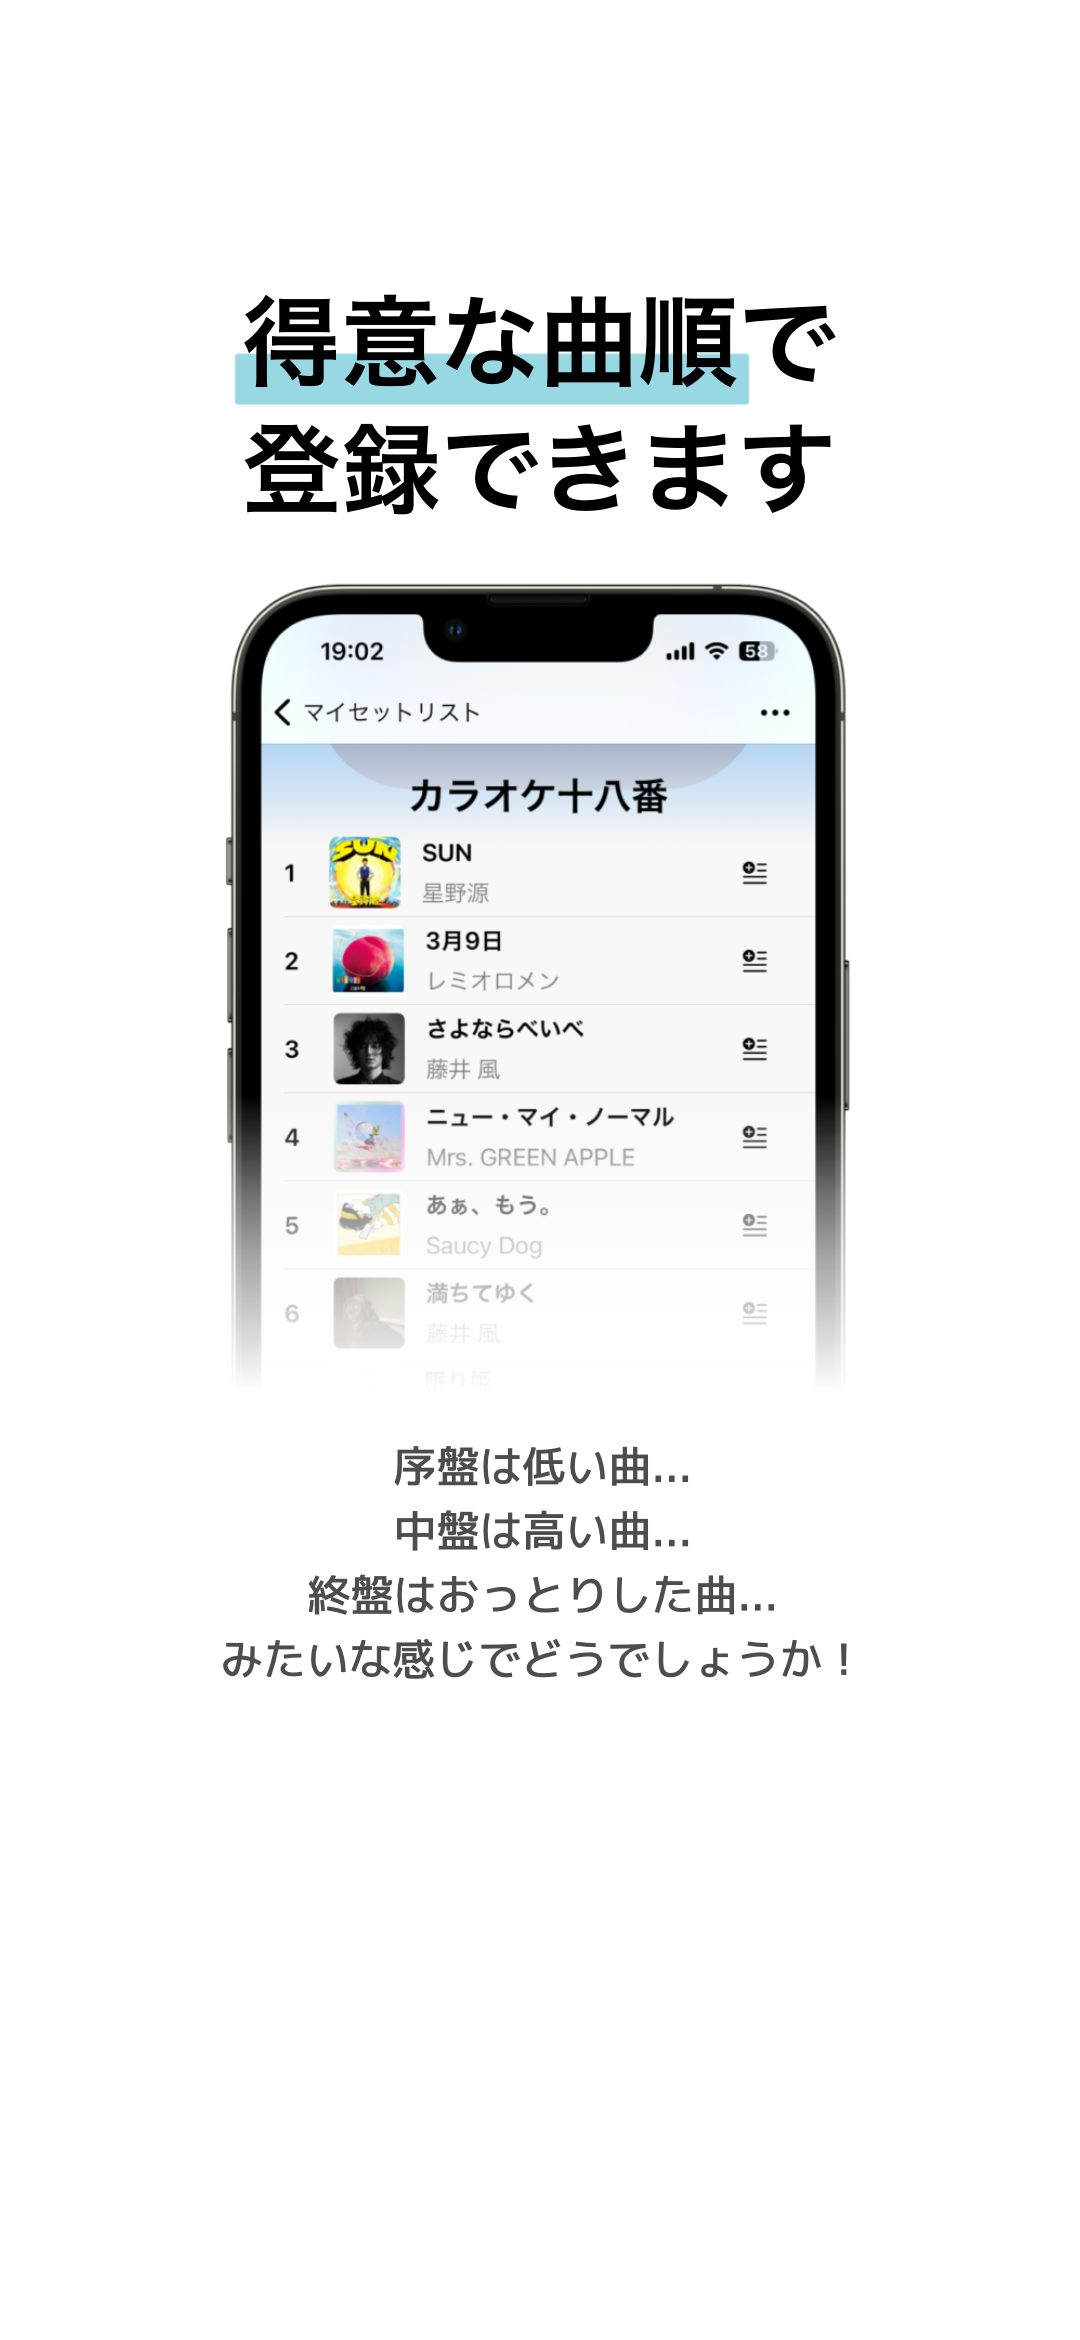 得意な曲順で
登録できます
19:02
58
マイセットリスト
カラオケ十八番
1
SUN
SUN
星野源
2
3月9日
レミオロメン
3
さよならべいべ
藤井 風
4
ニュー・マイ・ノーマル
Mrs. GREEN APPLE
5
あぁ、もう。
Saucy Dog
6
満ちてゆく
藤井 風
眠り姫
序盤は低い曲...
中盤は高い曲...
終盤はおっとりした曲...
みたいな感じでどうでしょうか！